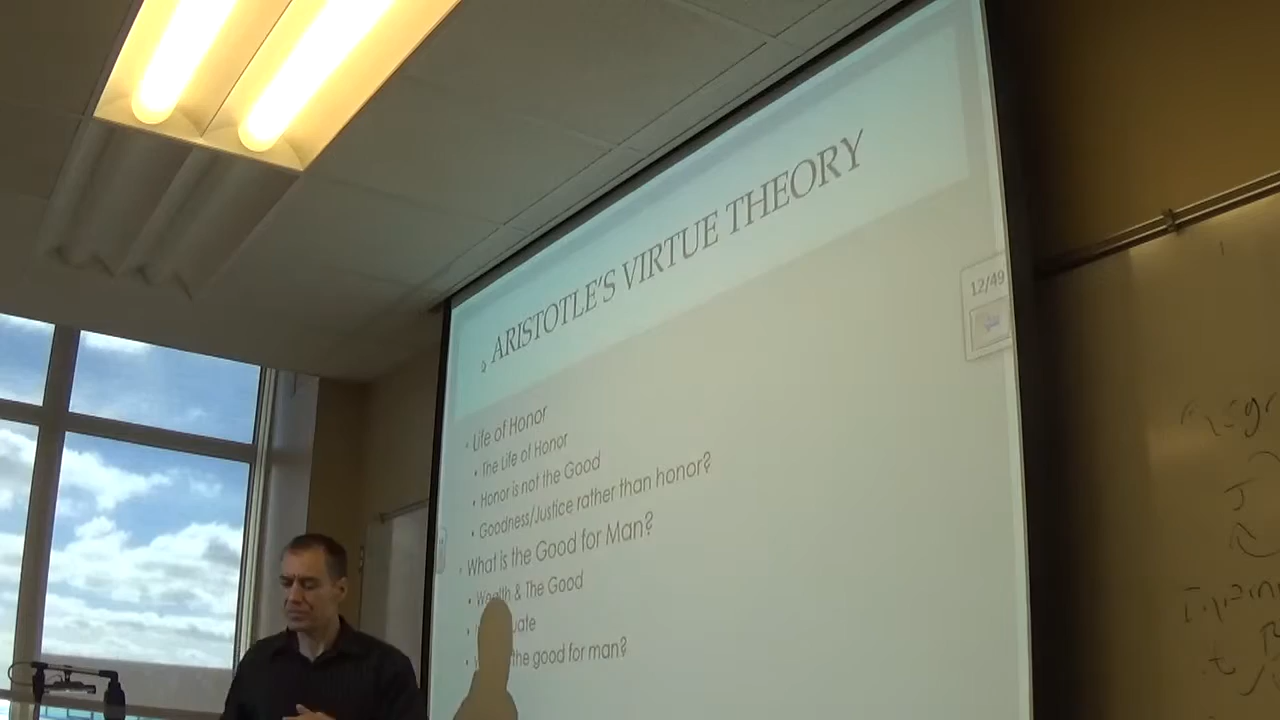 ARISTOTLE'S VIRTUE THEORY
12/49
• Life of Honor
• The Life of Honor
• Honor is not the Good
• Goodness/Justice rather than honor?
• What is the Good for Man?
• Wealth & The Good
•
• the good for man?